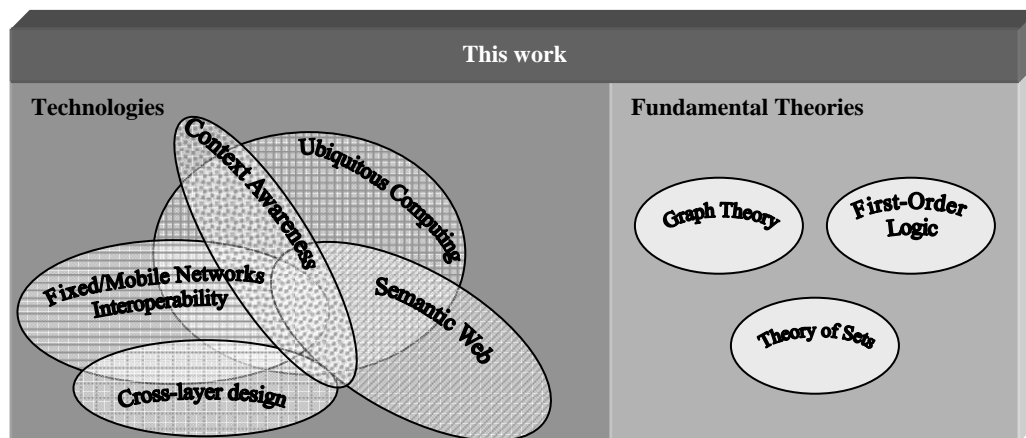 This work
Technologies
Fundamental Theories
Context Awareness
Ubiquitous Computing
Fixed/Mobile Networks
Interoperability
Semantic Web
Cross-layer design
Graph Theory
First-Order
Logic
Theory of Sets